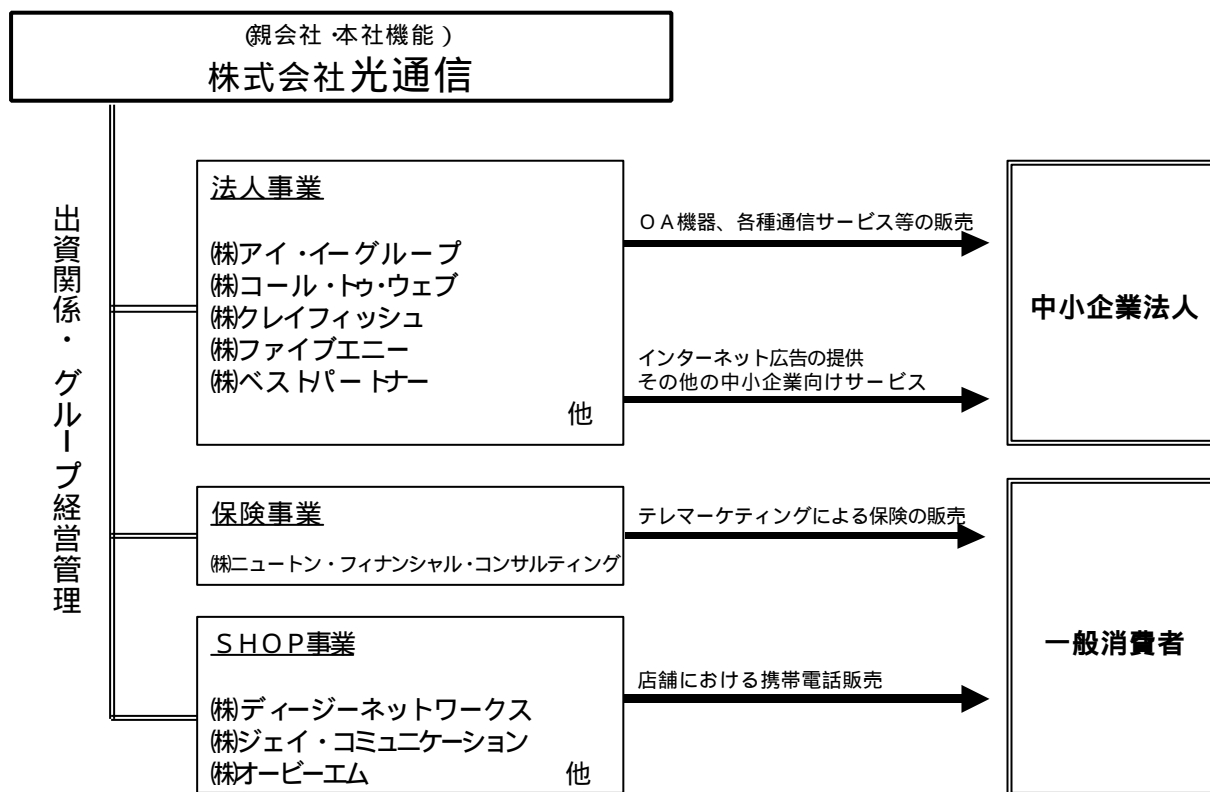 (親会社・本社機能)
株式会社光通信
出資関係・グループ経営管理
法人事業
㈱アイ・イーグループ
㈱コール・トゥ・ウェブ
㈱クレイフィッシュ
㈱ファイブエニー
㈱ベストパートナー
他
OA機器、各種通信サービス等の販売
インターネット広告の提供
その他の中小企業向けサービス
中小企業法人
保険事業
㈱ニュートン・フィナンシャル・コンサルティング
テレマーケティングによる保険の販売
SHOP事業
㈱ディージーネットワークス
㈱ジェイ・コミュニケーション
㈱オービーエム 他
店舗における携帯電話販売
一般消費者